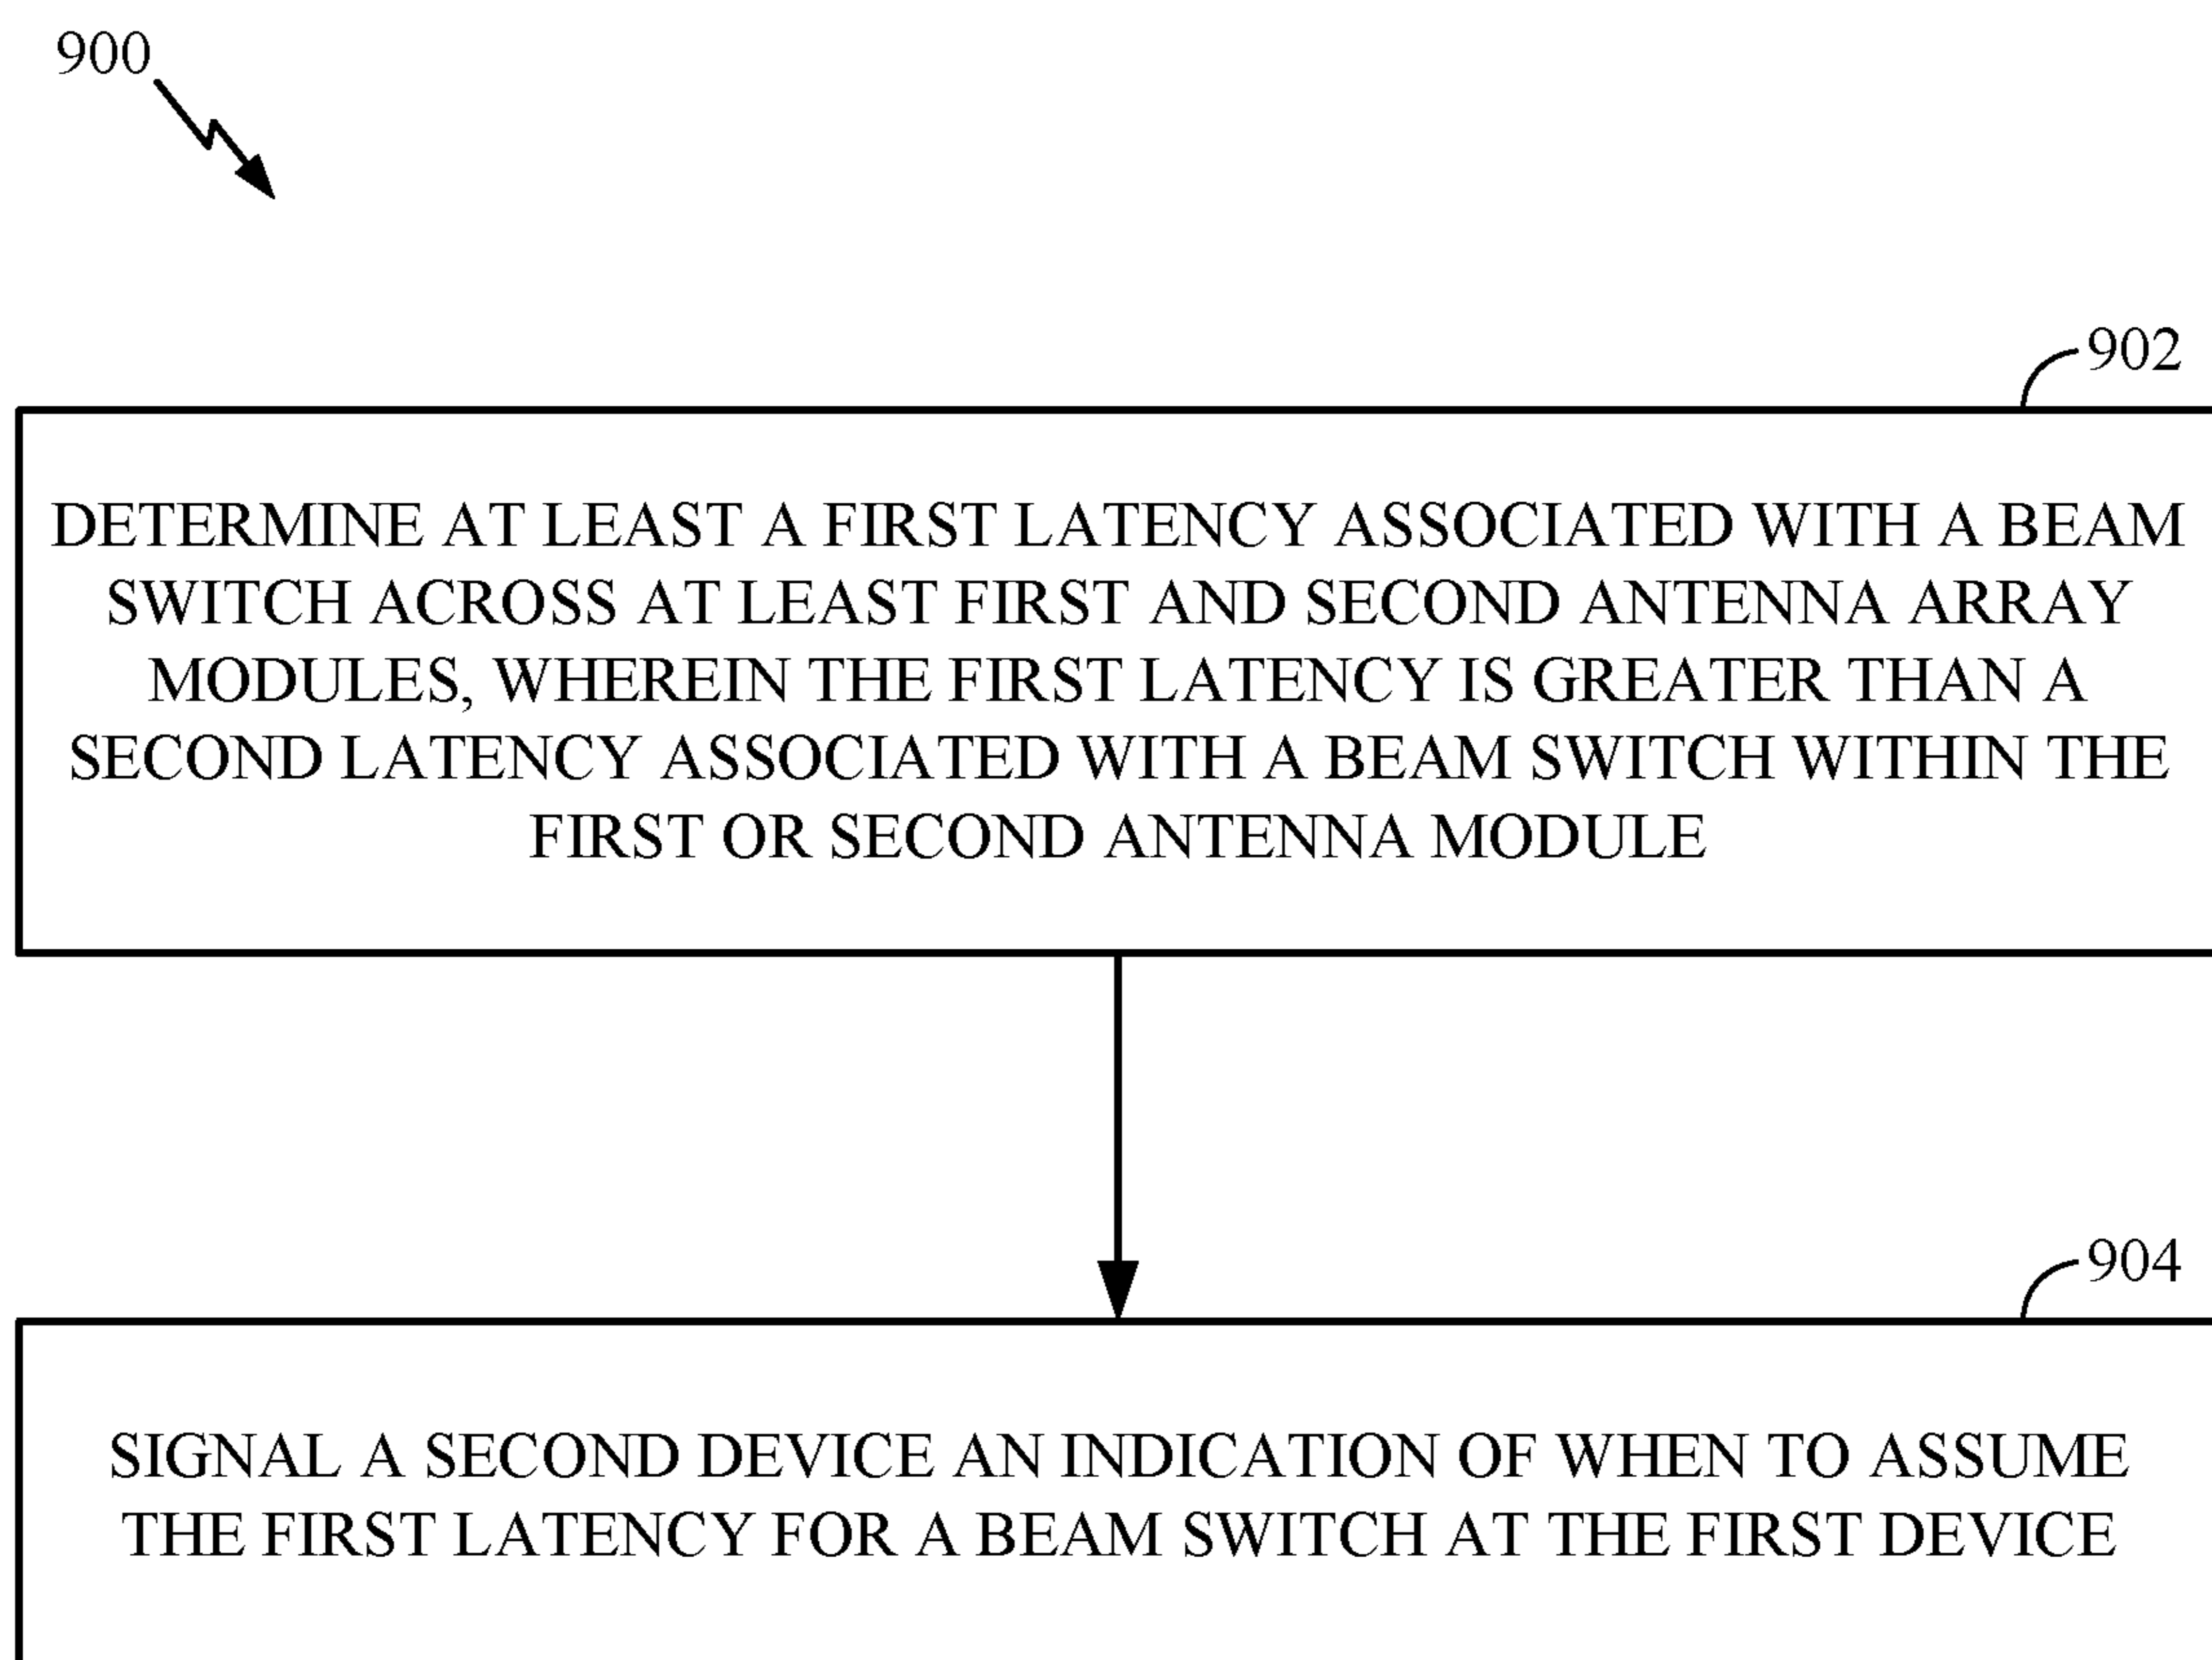 900
902
DETERMINE AT LEAST A FIRST LATENCY ASSOCIATED WITH A BEAM
SWITCH ACROSS AT LEAST FIRST AND SECOND ANTENNA ARRAY
MODULES, WHEREIN THE FIRST LATENCY IS GREATER THAN A
SECOND LATENCY ASSOCIATED WITH A BEAM SWITCH WITHIN THE
FIRST OR SECOND ANTENNA MODULE
904
SIGNAL A SECOND DEVICE AN INDICATION OF WHEN TO ASSUME
THE FIRST LATENCY FOR A BEAM SWITCH AT THE FIRST DEVICE